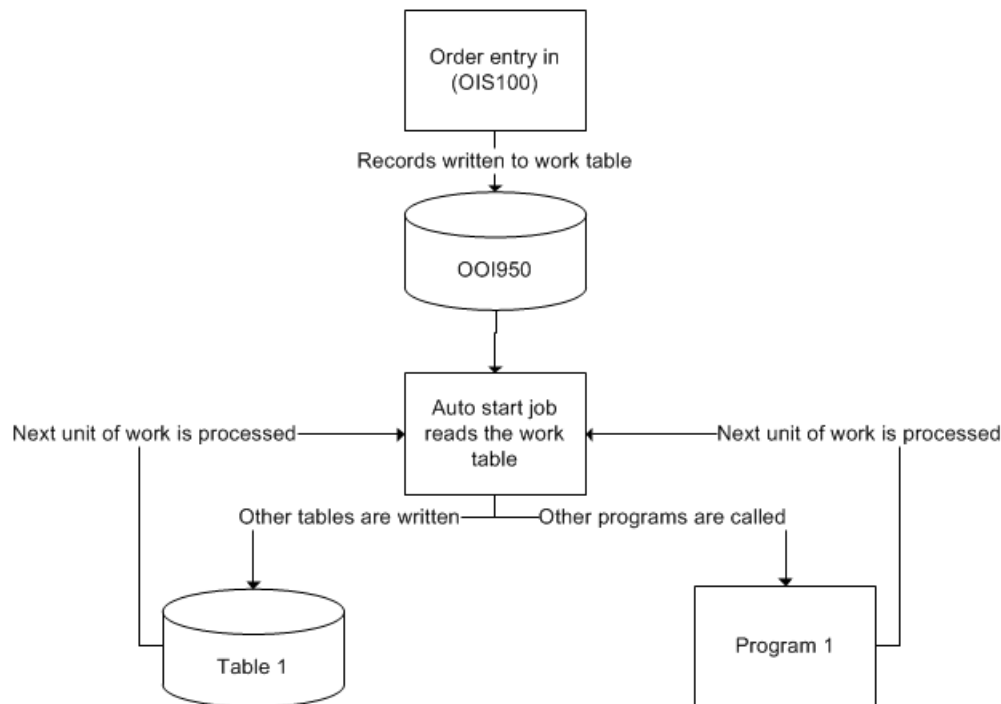 Order entry in
(OIS100)
Records written to work table
OOI950
Auto start job
reads the work
table
Next unit of work is processed
Next unit of work is processed
Other tables are written
Other programs are called
Table 1
Program 1